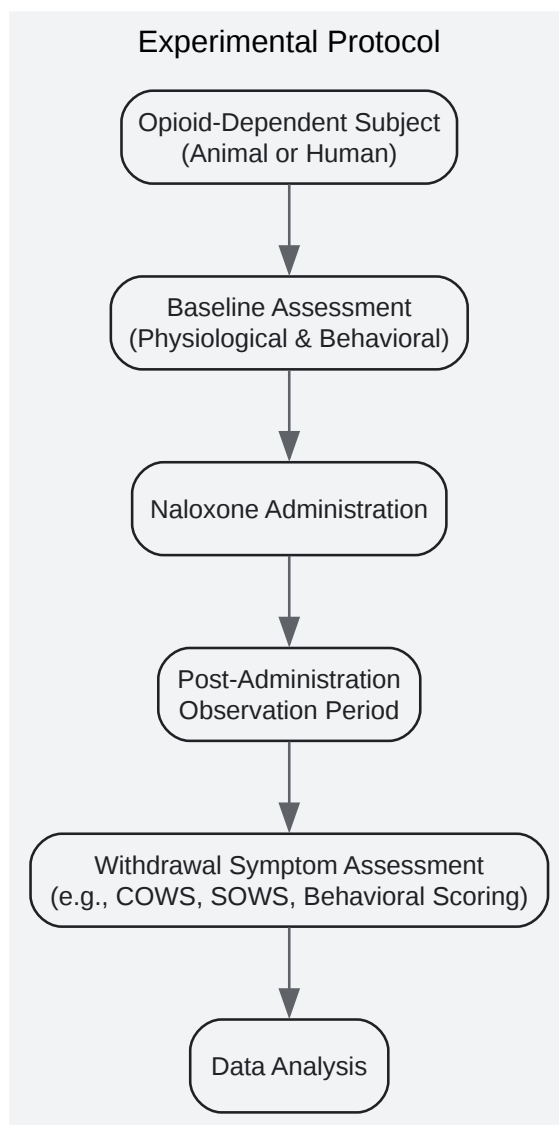 Experimental Protocol
Opioid-Dependent Subject
(Animal or Human)
Baseline Assessment
(Physiological & Behavioral)
Naloxone Administration
Post-Administration
Observation Period
Withdrawal Symptom Assessment
(e.g., COWS, SOWS, Behavioral Scoring)
Data Analysis